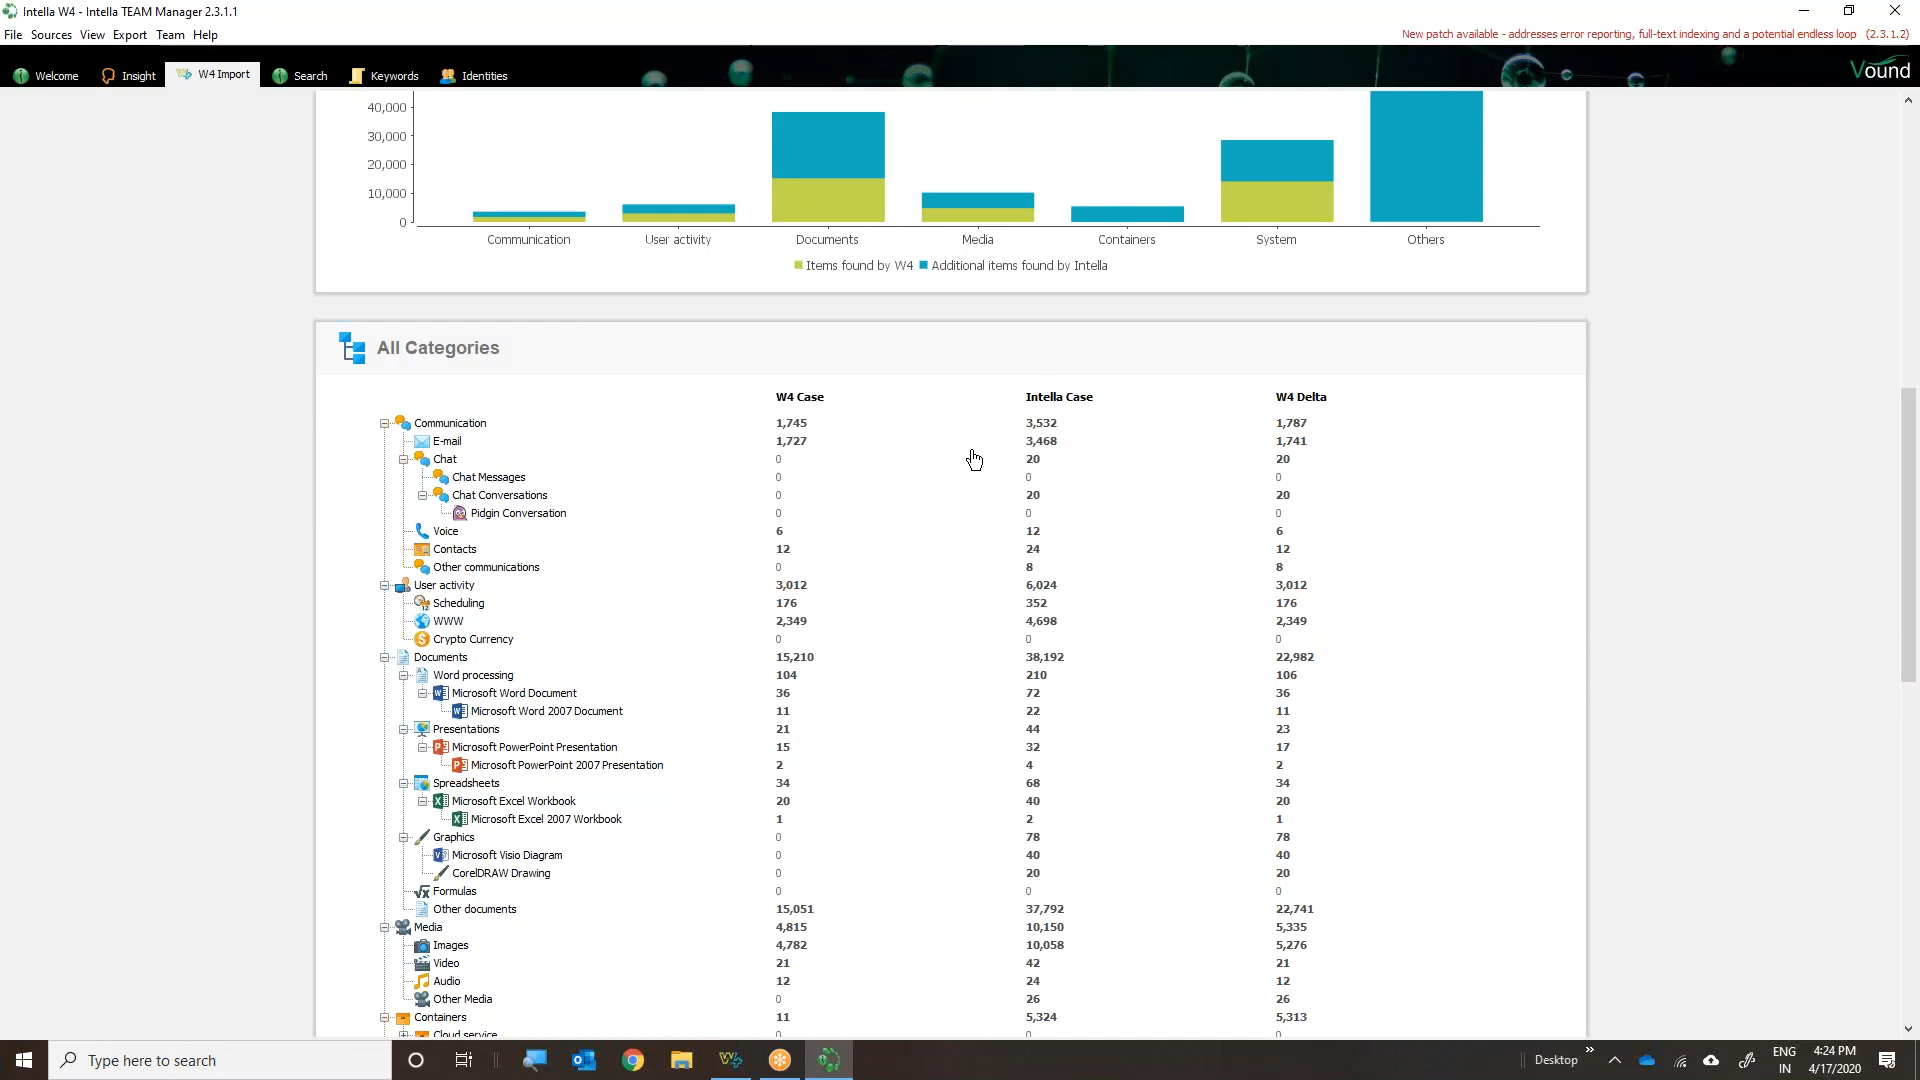 Intella W4 - Intella TEAM Manager 2.3.1.1
File Sources View Export Team Help
New patch available - addresses error reporting, full-text indexing and a potential endless loop (2.3.1.2)
Welcome Insight W4 Import Search Keywords Identities
Vound
40,000
30,000
20,000
10,000
0
Communication User activity Documents Media Containers System Others
Items found by W4 Additional items found by Intella
All Categories
W4 Case Intella Case W4 Delta
Communication 1,745 3,532 1,787
E-mail 1,727 3,468 1,741
Chat 0 20 20
Chat Messages 0 0 0
Chat Conversations 0 20 20
Pidgin Conversation 0 0 0
Voice 6 12 6
Contacts 12 24 12
Other communications 0 8 8
User activity 3,012 6,024 3,012
Scheduling 176 352 176
WWW 2,349 4,698 2,349
Crypto Currency 0 0 0
Documents 15,210 38,192 22,982
Word processing 104 210 106
Microsoft Word Document 36 72 36
Microsoft Word 2007 Document 11 22 11
Presentations 21 44 23
Microsoft PowerPoint Presentation 15 32 17
Microsoft PowerPoint 2007 Presentation 2 4 2
Spreadsheets 34 68 34
Microsoft Excel Workbook 20 40 20
Microsoft Excel 2007 Workbook 1 2 1
Graphics 0 78 78
Microsoft Visio Diagram 0 40 40
CorelDRAW Drawing 0 20 20
Formulas 0 0 0
Other documents 15,051 37,792 22,741
Media 4,815 10,150 5,335
Images 4,782 10,058 5,276
Video 21 42 21
Audio 12 24 12
Other Media 0 26 26
Containers 11 5,324 5,313
Cloud service 0 0 0
Type here to search
Desktop
ENG
IN
4:24 PM
4/17/2020